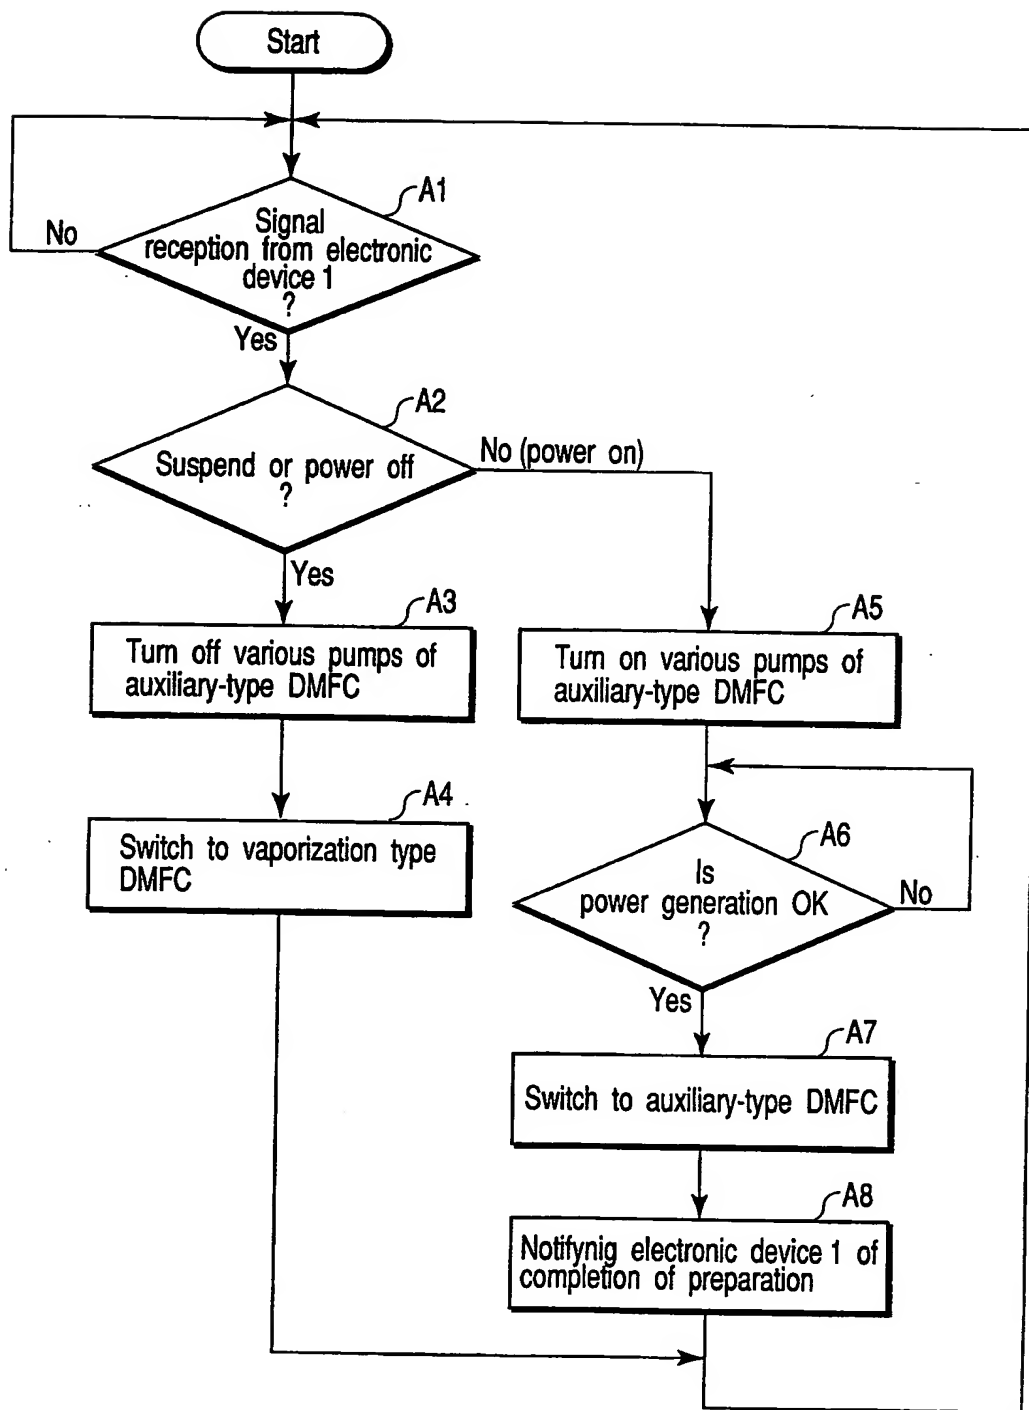 Start
A1
Signal
reception from electronic
device 1
?
No
Yes
A2
Suspend or power off
?
No (power on)
Yes
A3
Turn off various pumps of
auxiliary-type DMFC
A5
Turn on various pumps of
auxiliary-type DMFC
A4
Switch to vaporization type
DMFC
A6
Is
power generation OK
?
No
Yes
A7
Switch to auxiliary-type DMFC
A8
Notifynig electronic device 1 of
completion of preparation